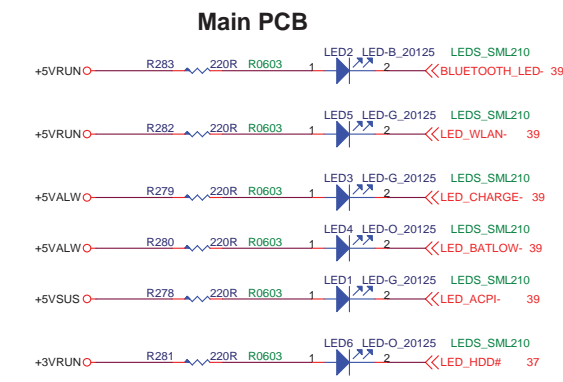 Main PCB
LED2 LED-B_20125 LEDS_SML210
+5VRUN R283 220R R0603 1 2 BLUETOOTH_LED- 39
LED5 LED-G_20125 LEDS_SML210
+5VRUN R282 220R R0603 1 2 LED_WLAN- 39
LED3 LED-G_20125 LEDS_SML210
+5VALW R279 220R R0603 1 2 LED_CHARGE- 39
LED4 LED-O_20125 LEDS_SML210
+5VALW R280 220R R0603 1 2 LED_BATLOW- 39
LED1 LED-G_20125 LEDS_SML210
+5VSUS R278 220R R0603 1 2 LED_ACPI- 39
LED6 LED-O_20125 LEDS_SML210
+3VRUN R281 220R R0603 1 2 LED_HDD# 37